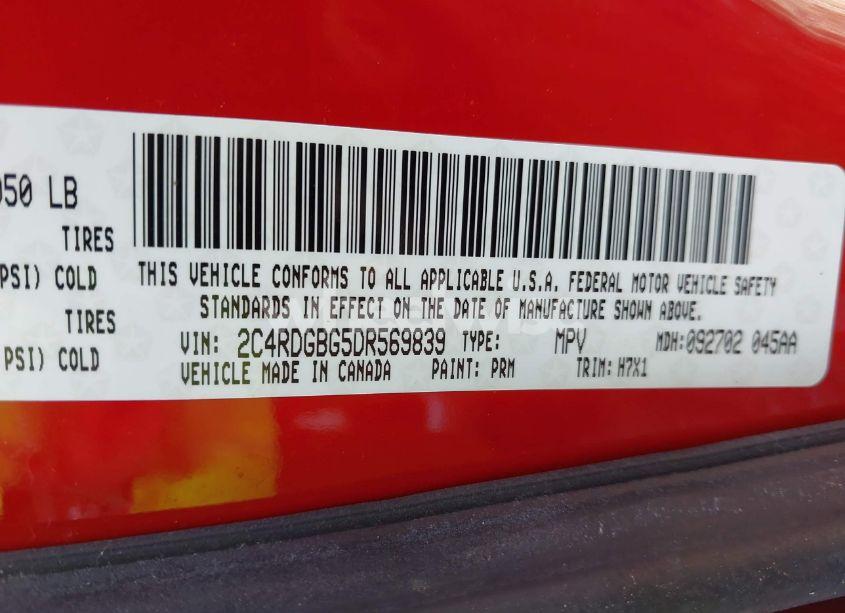 050 LB
TIRES
PSI) COLD
TIRES
PSI) COLD
THIS VEHICLE CONFORMS TO ALL APPLICABLE U.S.A. FEDERAL MOTOR VEHICLE SAFETY
STANDARDS IN EFFECT ON THE DATE OF MANUFACTURE SHOWN ABOVE.
VIN: 2C4RDGBG5DR569839 TYPE: MPV MDH:092702 045AA
VEHICLE MADE IN CANADA PAINT: PRM TRIM: H7X1